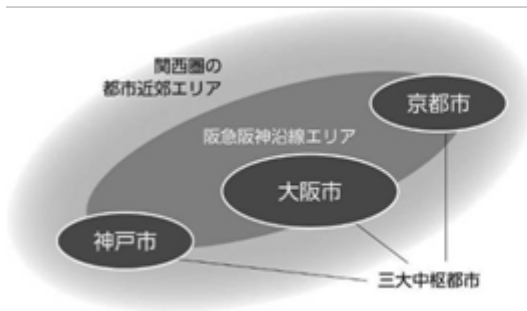 関西圏の
都市近郊エリア
京都市
阪急阪神沿線エリア
大阪市
神戸市
三大中枢都市